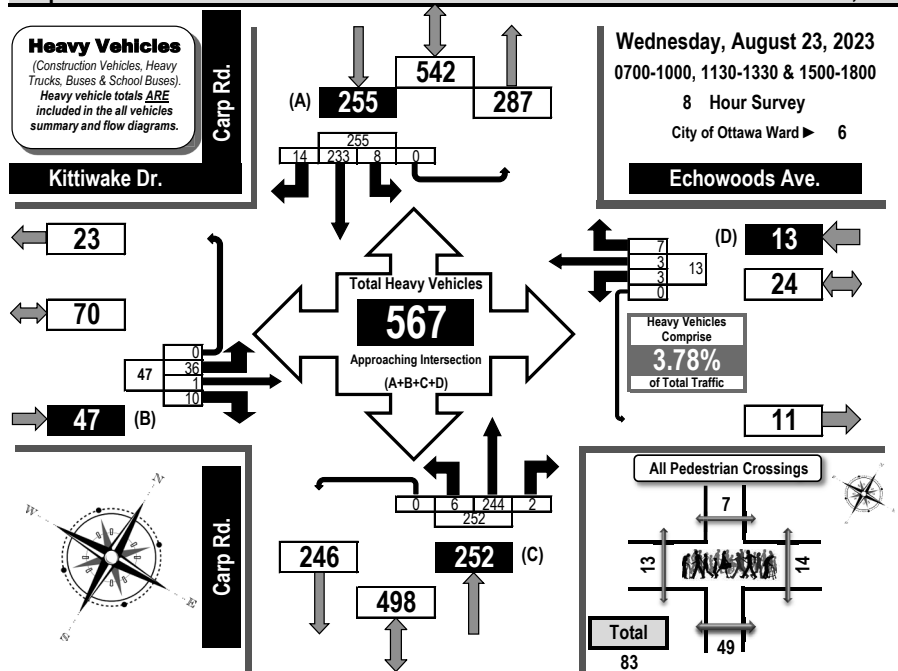 Heavy Vehicles
(Construction Vehicles, Heavy
Trucks, Buses & School Buses).
Heavy vehicle totals ARE
included in the all vehicles
summary and flow diagrams.
Carp Rd.
Kittiwake Dr.
(A)
255
542
287
255
14 233 8 0
Wednesday, August 23, 2023
0700-1000, 1130-1330 & 1500-1800
8 Hour Survey
City of Ottawa Ward ► 6
Echowoods Ave.
23
70
0
36
1
10
47
47
(B)
Total Heavy Vehicles
567
Approaching Intersection
(A+B+C+D)
7
3
3
0
13
(D)
13
24
Heavy Vehicles
Comprise
3.78%
of Total Traffic
11
N
W
E
S
Carp Rd.
0 6 244 2
252
246
252
(C)
498
All Pedestrian Crossings
7
13
14
49
Total
83